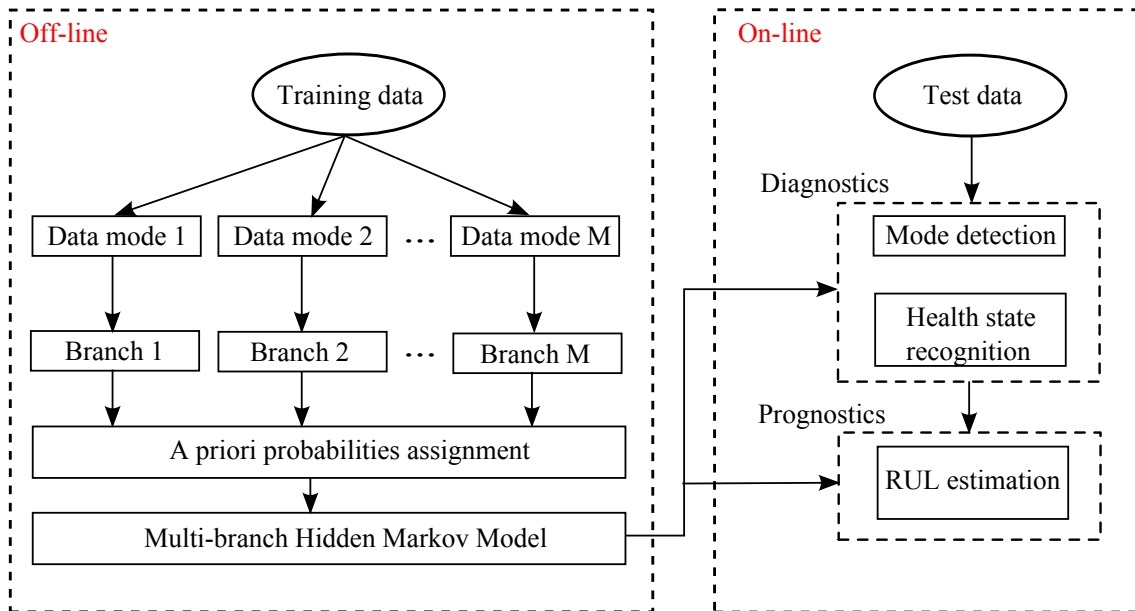 Off-line
Training data
Data mode 1
Data mode 2
...
Data mode M
Branch 1
Branch 2
...
Branch M
A priori probabilities assignment
Multi-branch Hidden Markov Model
On-line
Test data
Diagnostics
Mode detection
Health state
recognition
Prognostics
RUL estimation